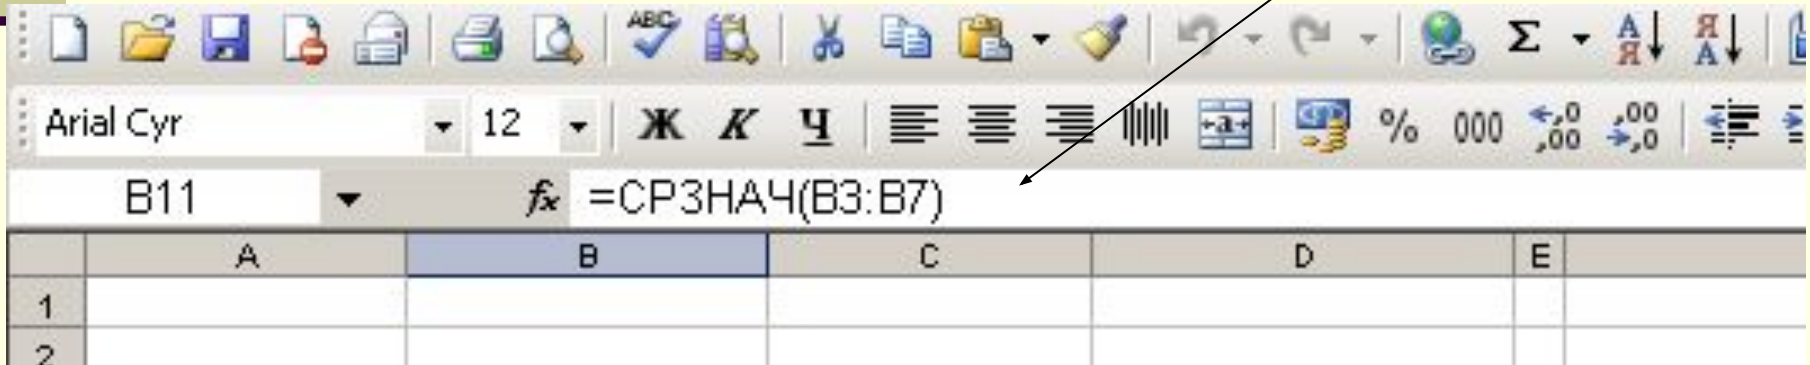 ABC Σ А Я Я А
Arial Cyr 12 Ж К Ч % 000 ,0 ,00 ,00 ,0
B11 fx =СРЗНАЧ(B3:B7)
A B C D E
1
2